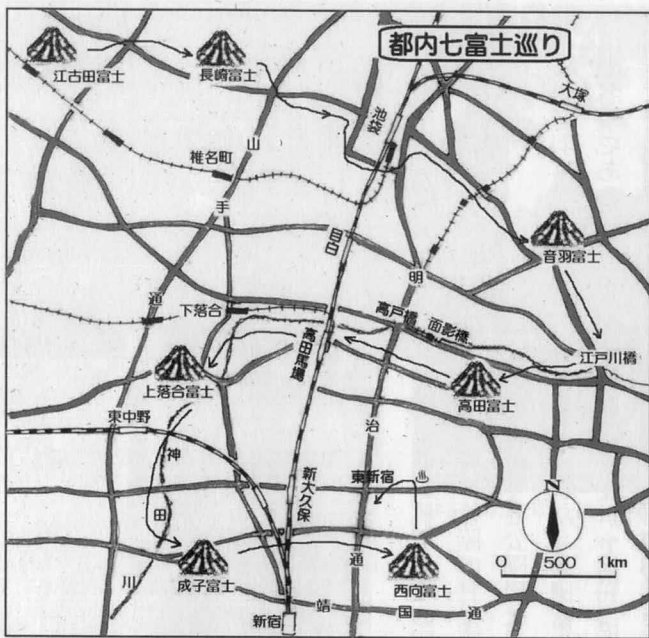 都内七富士巡り
江古田富士
長崎富士
大塚
池袋
椎名町
山手通
目白
音羽富士
明治通
下落合
高田馬場
高戸橋
面影橋
江戸川橋
上落合富士
高田富士
東中野
神田川
新大久保
東新宿
♨
N
成子富士
西向富士
0 500 1km
靖国通
新宿